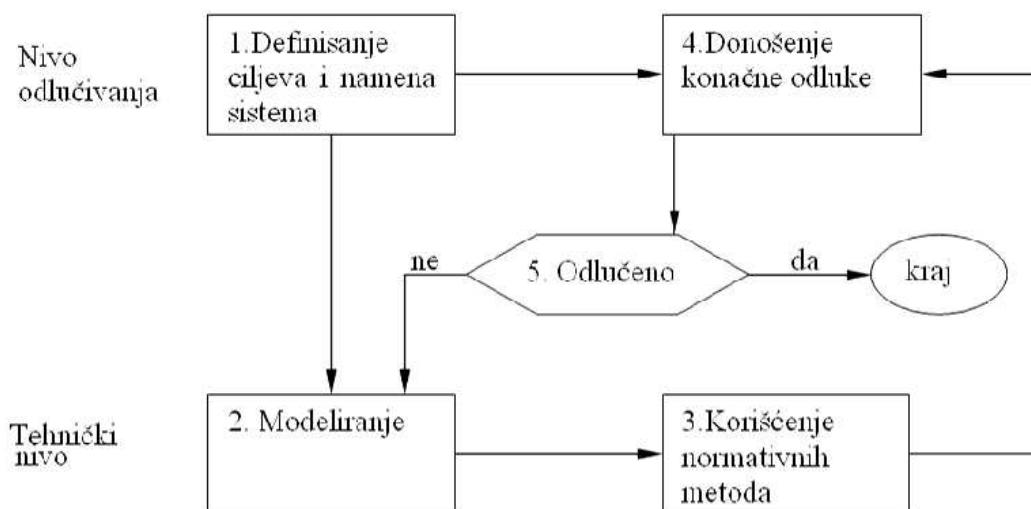 Nivo
odlučivanja
1.Definisanje
ciljeva i namena
sistema
4.Donošenje
konačne odluke
ne
5. Odlučeno
da
kraj
Tehnički
nivo
2. Modeliranje
3.Korišćenje
normativnih
metoda